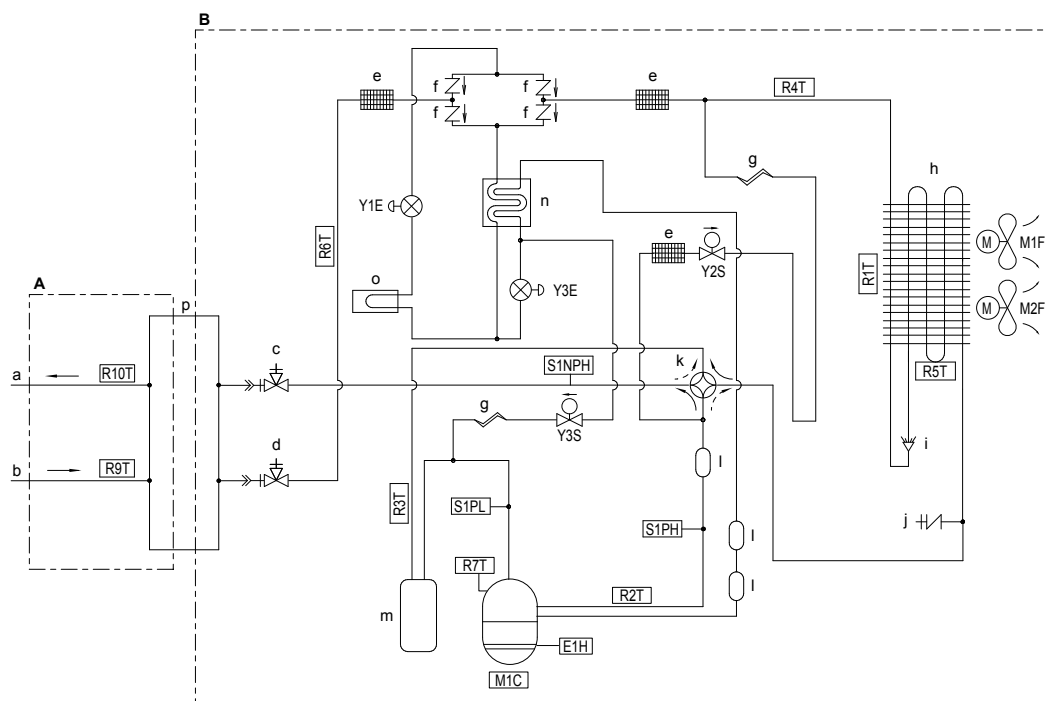 B
e
f
f
e
R4T
f
f
g
h
Y1E
n
R6T
e
M
M1F
Y2S
R1T
o
Y3E
A
p
M
M2F
c
S1NPH
k
a
R10T
R5T
g
Y3S
d
i
b
R9T
l
R3T
S1PL
S1PH
j
l
R7T
l
m
R2T
E1H
M1C